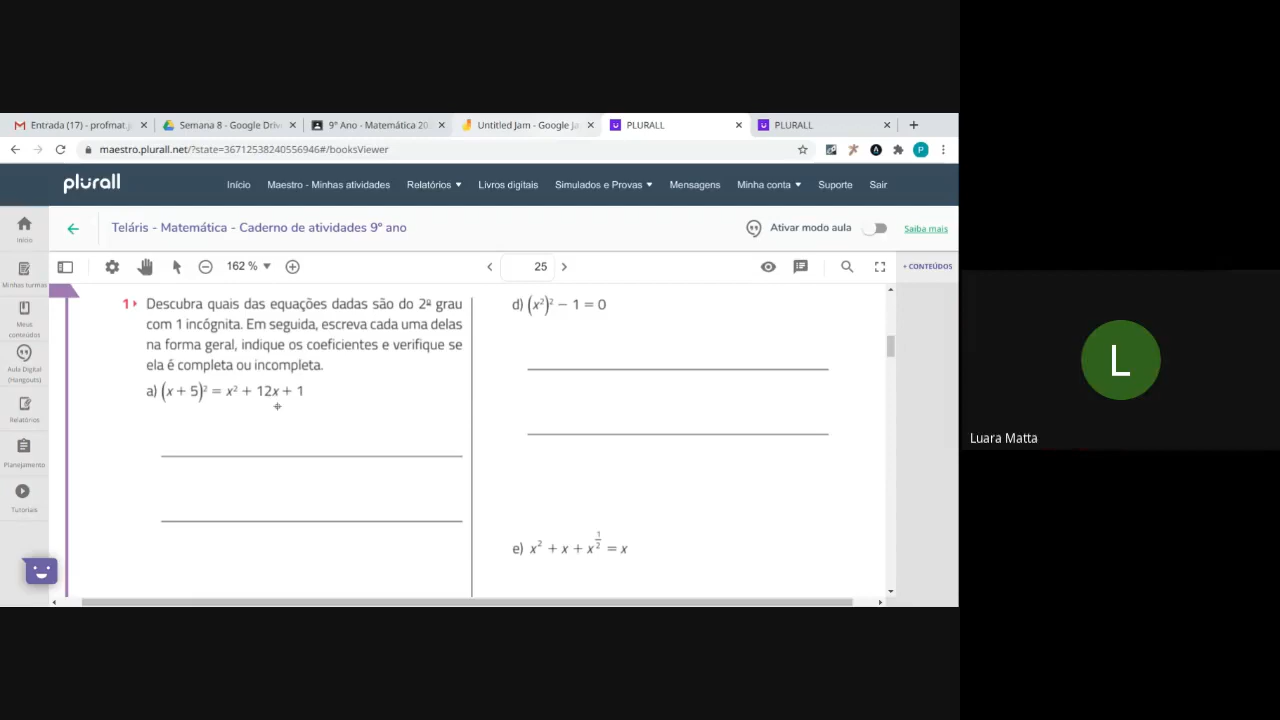 Entrada (17) - profmat.j
Semana 8 - Google Driv
9º Ano - Matemática 20
Untitled Jam - Google Ja
PLURALL
PLURALL
maestro.plurall.net/?state=36712538240556946#/booksViewer
P
plurall
Início
Maestro - Minhas atividades
Relatórios
Livros digitais
Simulados e Provas
Mensagens
Minha conta
Suporte
Sair
Início
Minhas turmas
Meus conteúdos
Aula Digital (Hangouts)
Relatórios
Planejamento
Tutoriais
Teláris - Matemática - Caderno de atividades 9º ano
Ativar modo aula
Saiba mais
162 %
25
+ CONTEÚDOS
1 Descubra quais das equações dadas são do 2º grau
com 1 incógnita. Em seguida, escreva cada uma delas
na forma geral, indique os coeficientes e verifique se
ela é completa ou incompleta.
a) (x + 5)² = x² + 12x + 1
d) (x²)² − 1 = 0
e) x² + x + x^(1/2) = x
L
Luara Matta